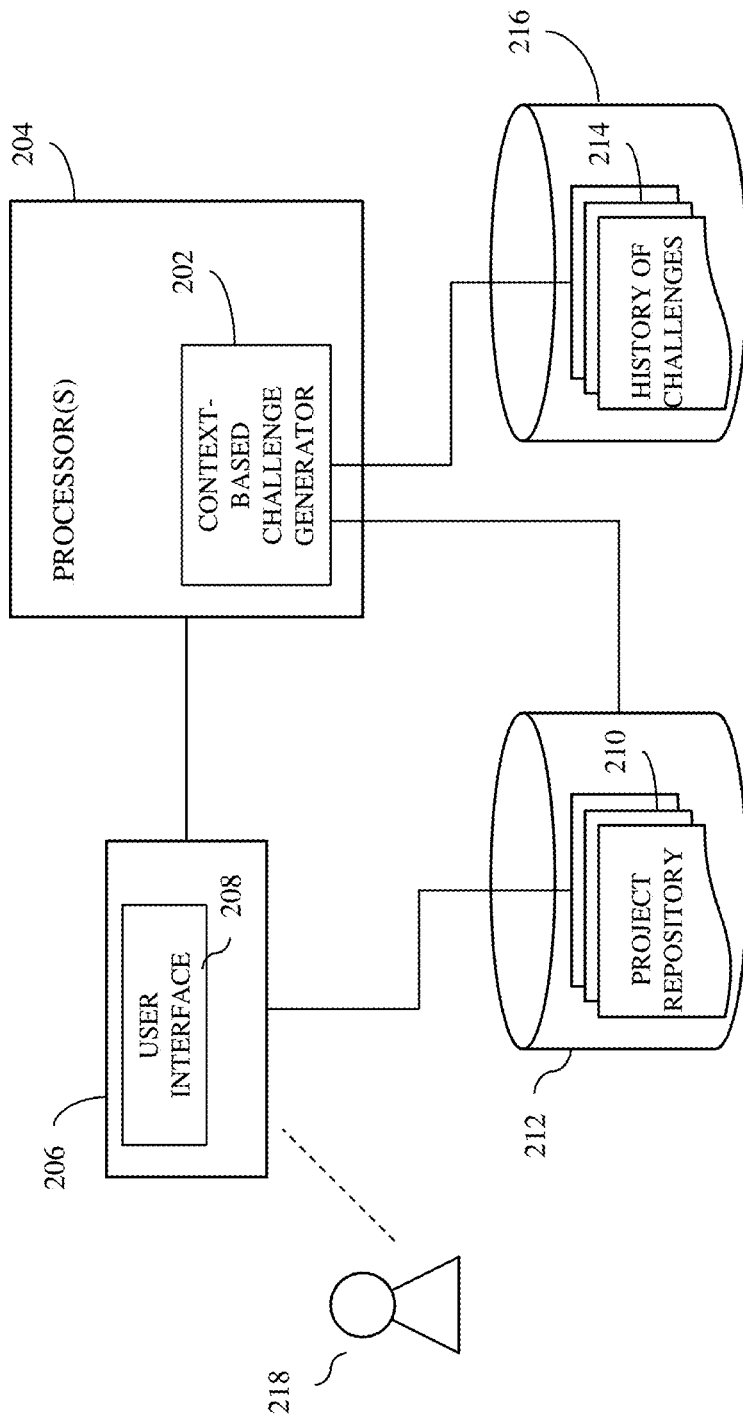 204
PROCESSOR(S)
202
CONTEXT-
BASED
CHALLENGE
GENERATOR
206
USER
INTERFACE
208
218
212
PROJECT
REPOSITORY
210
HISTORY OF
CHALLENGES
214
216